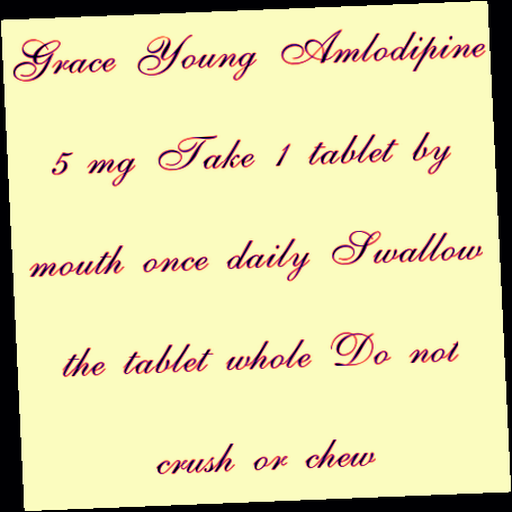 Grace Young Amlodipine
5 mg Take 1 tablet by
mouth once daily Swallow
the tablet whole Do not
crush or chew